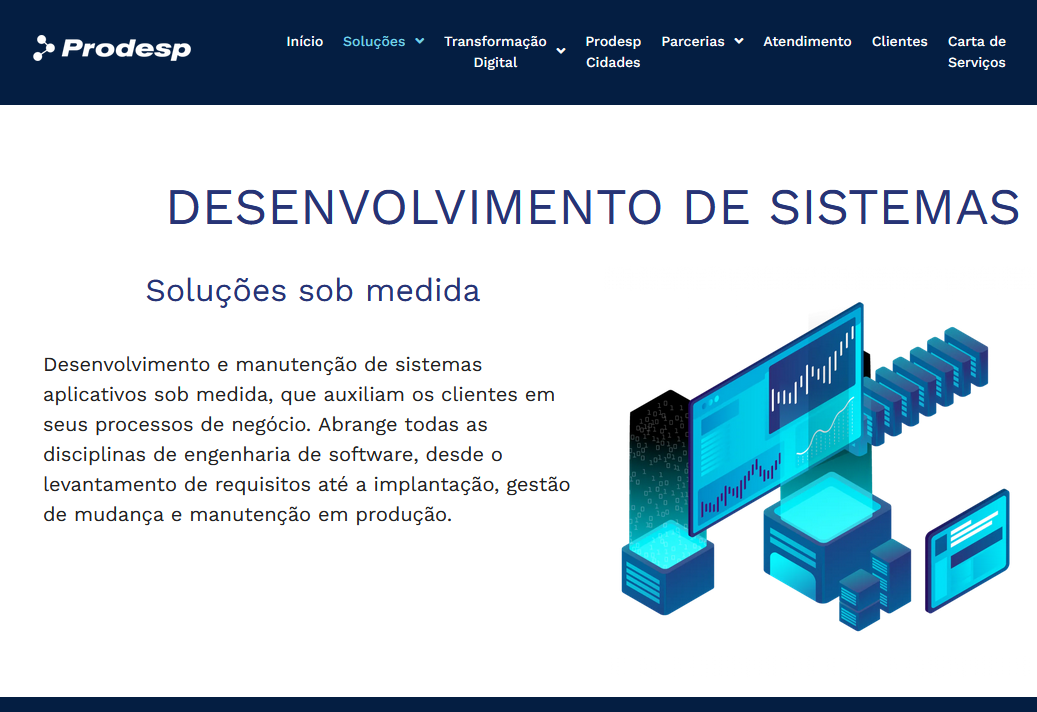 Prodesp
Início Soluções Transformação Digital Prodesp Cidades Parcerias Atendimento Clientes Carta de Serviços
DESENVOLVIMENTO DE SISTEMAS
Soluções sob medida
Desenvolvimento e manutenção de sistemas
aplicativos sob medida, que auxiliam os clientes em
seus processos de negócio. Abrange todas as
disciplinas de engenharia de software, desde o
levantamento de requisitos até a implantação, gestão
de mudança e manutenção em produção.